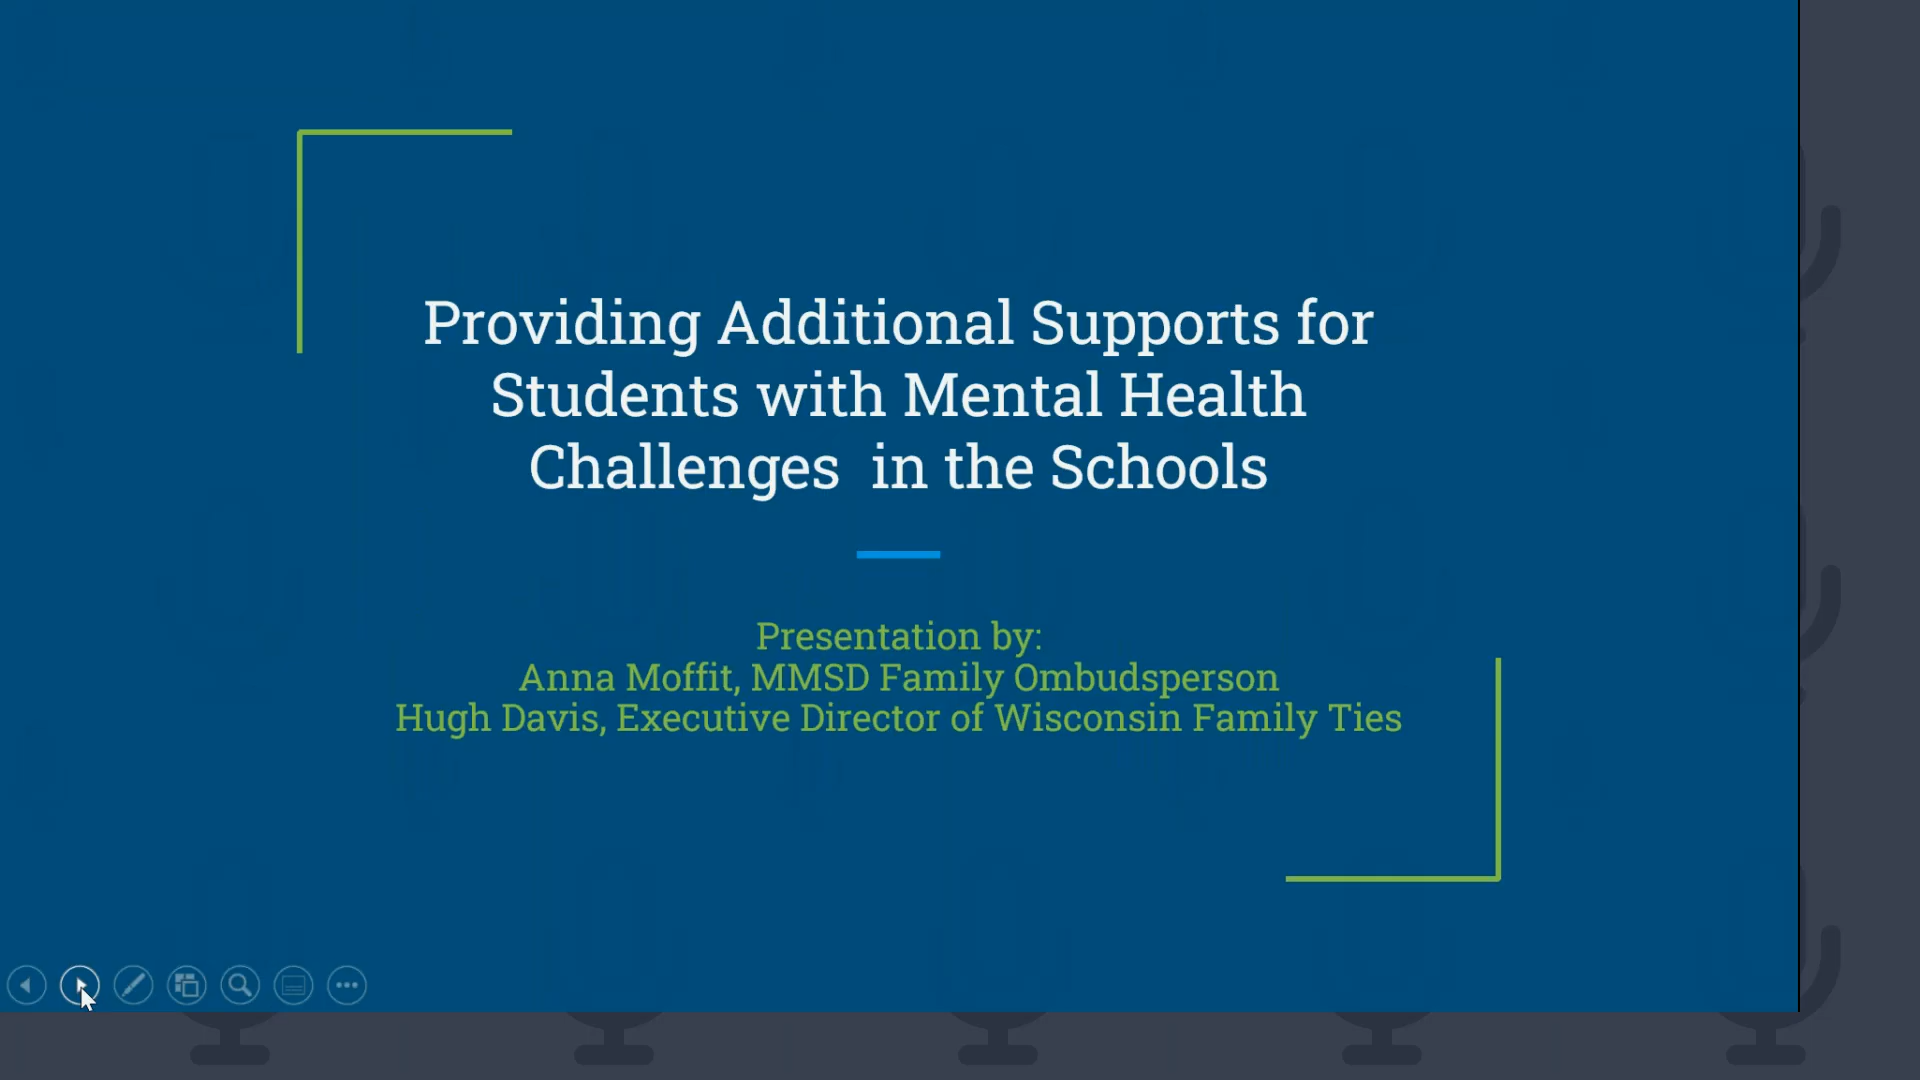 Providing Additional Supports for
Students with Mental Health
Challenges  in the Schools
Presentation by:
Anna Moffit, MMSD Family Ombudsperson
Hugh Davis, Executive Director of Wisconsin Family Ties